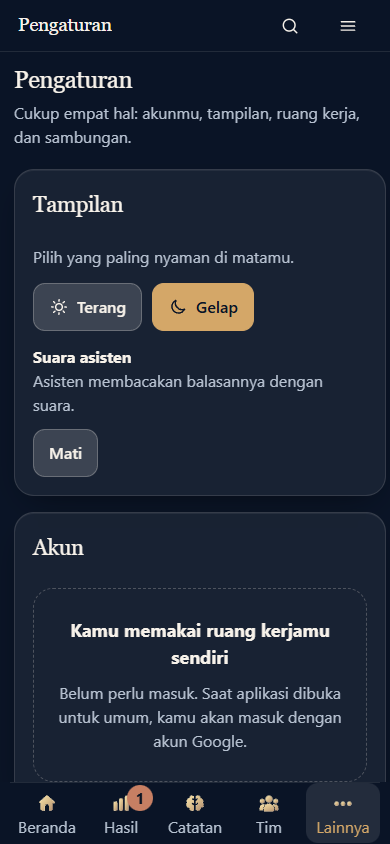 Pengaturan
Pengaturan
Cukup empat hal: akunmu, tampilan, ruang kerja,
dan sambungan.
Tampilan
Pilih yang paling nyaman di matamu.
Terang
Gelap
Suara asisten
Asisten membacakan balasannya dengan
suara.
Mati
Akun
Kamu memakai ruang kerjamu
sendiri
Belum perlu masuk. Saat aplikasi dibuka
untuk umum, kamu akan masuk dengan
akun Google.
1
Beranda
Hasil
Catatan
Tim
Lainnya